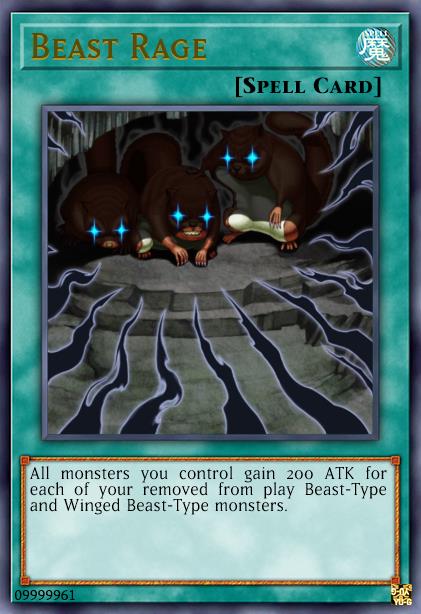 Beast Rage
[Spell Card]
All monsters you control gain 200 ATK for
each of your removed from play Beast-Type
and Winged Beast-Type monsters.
09999961